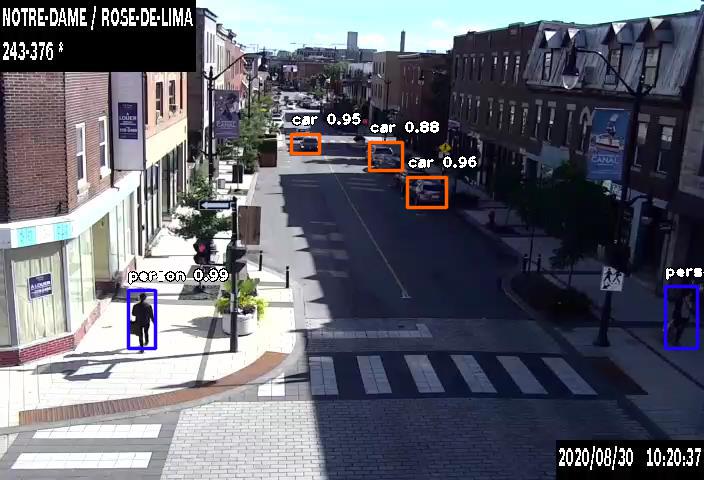 NOTRE-DAME / ROSE-DE-LIMA
243-376 *
car 0.95
car 0.88
car 0.96
CANAL
CANAL
À LOUER
person 0.99
pers
A LOUER
2020/08/30 10:20:37